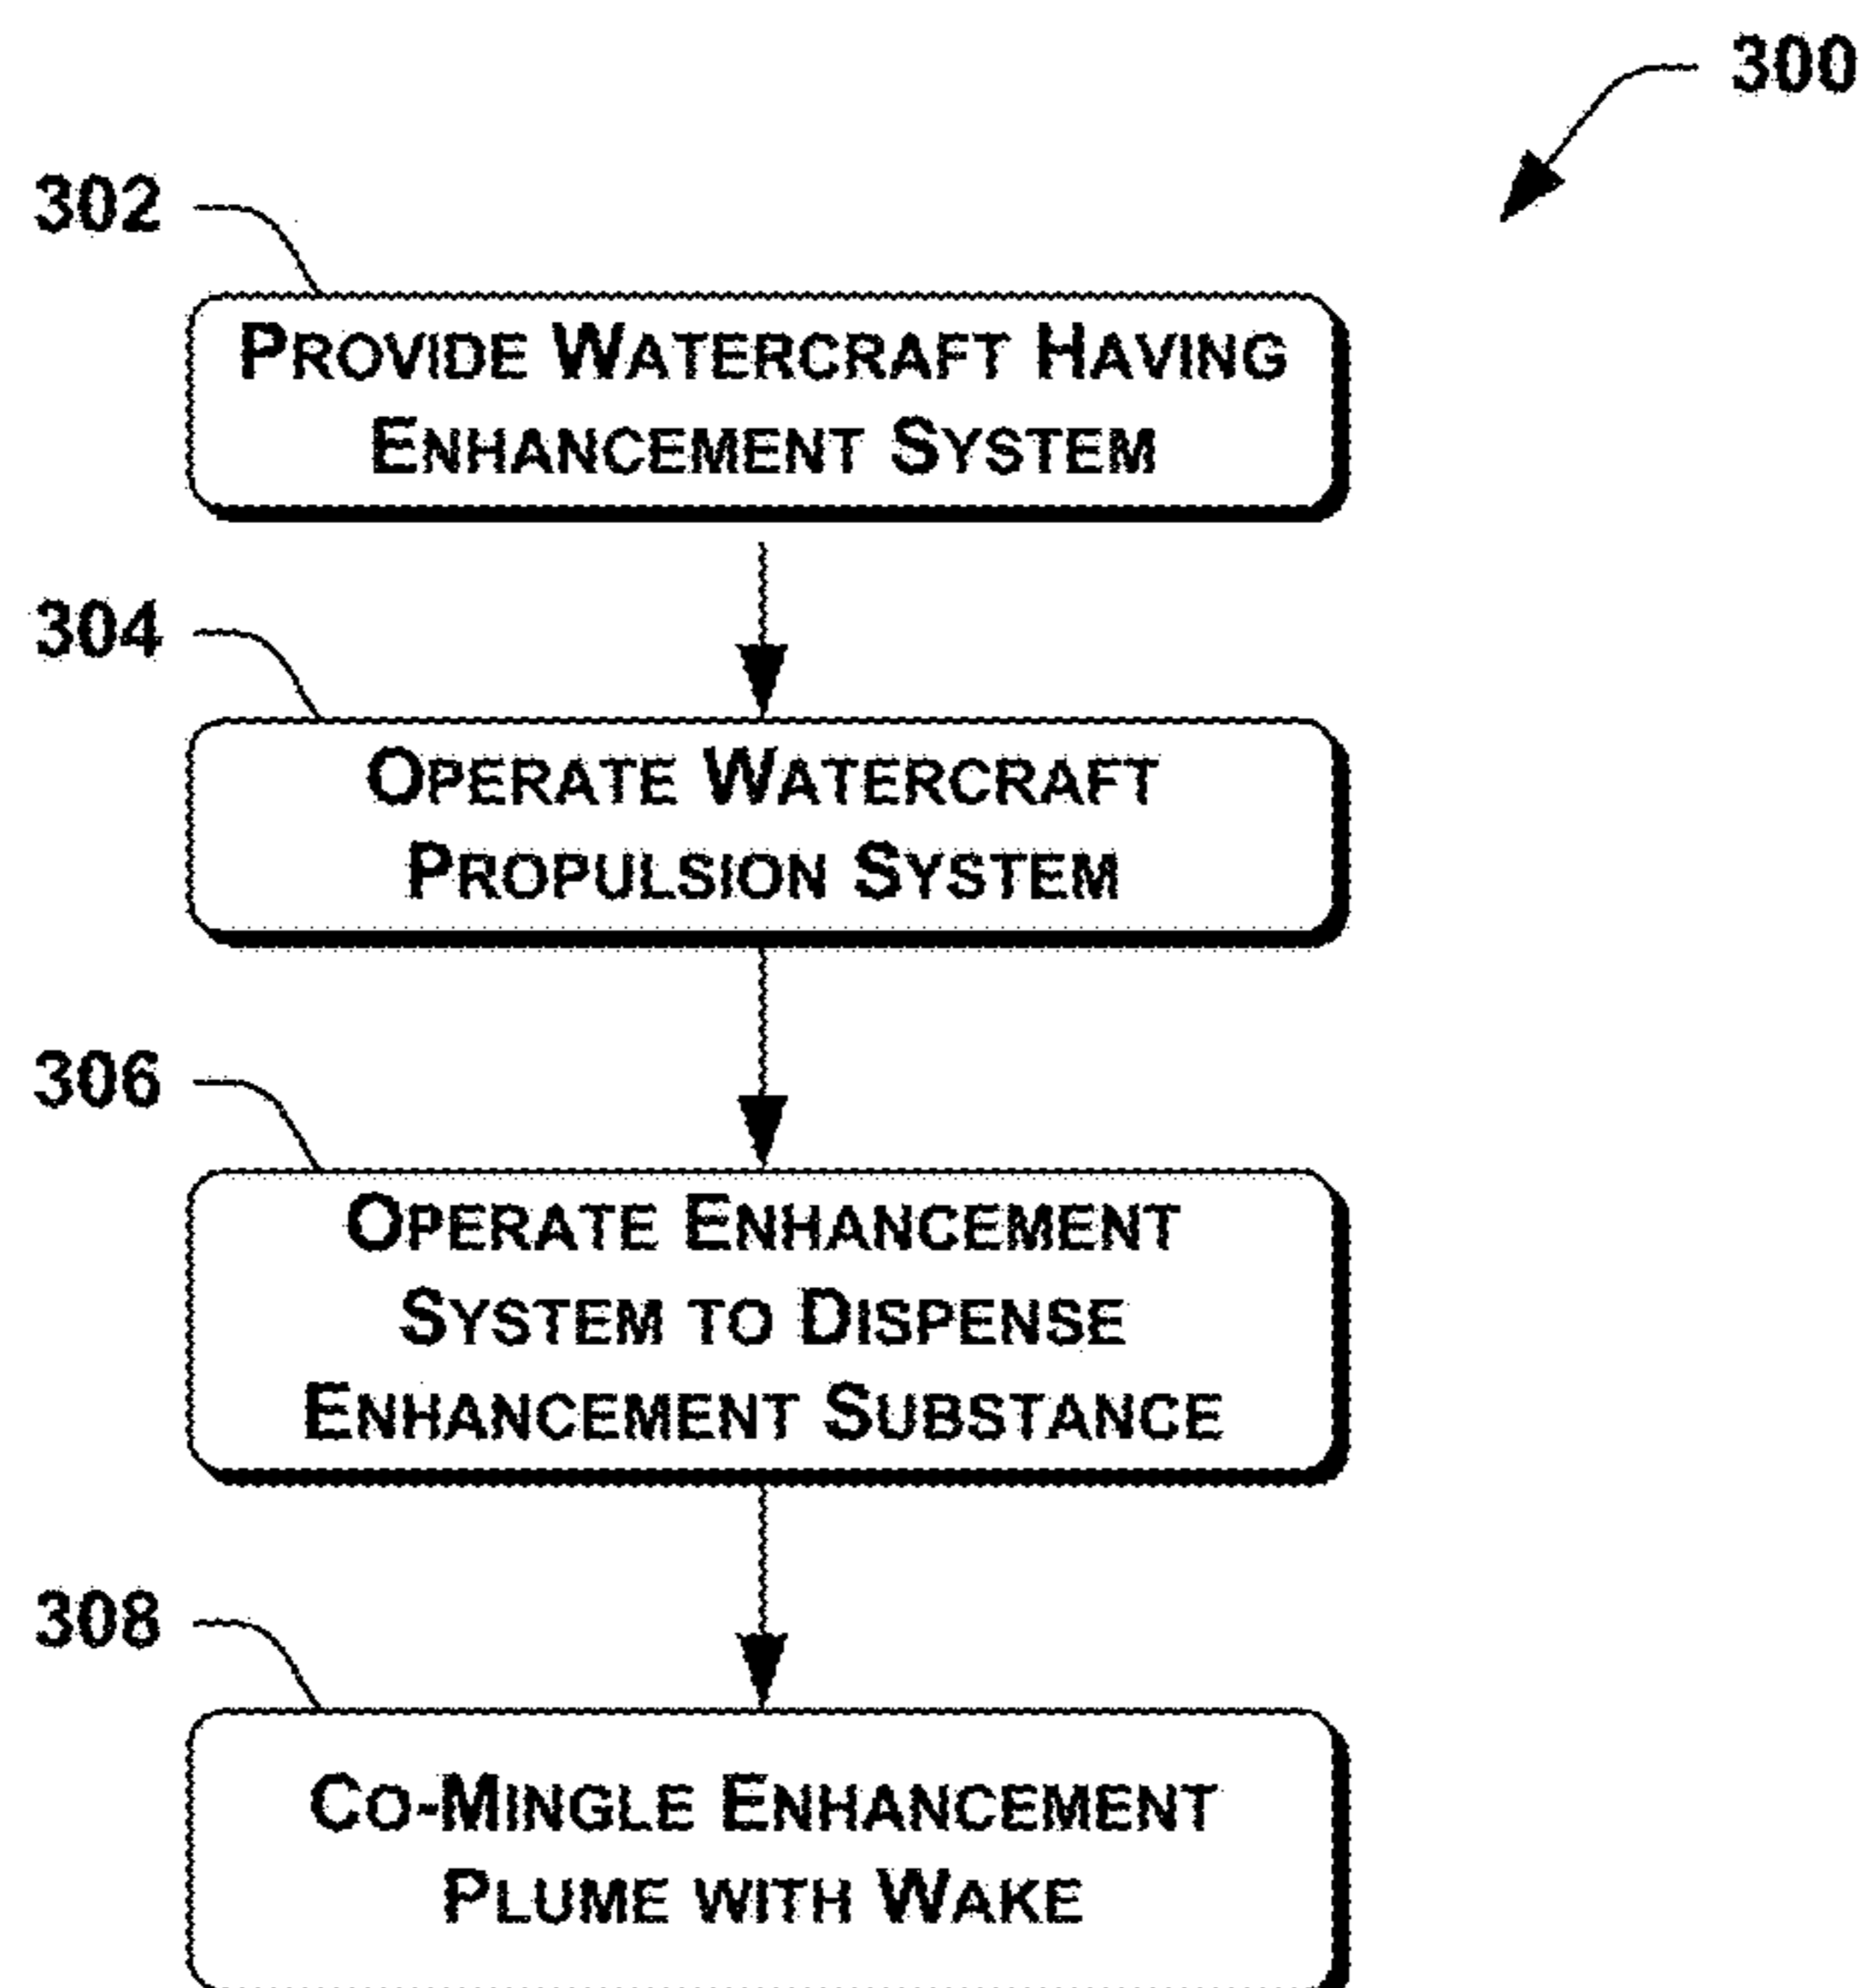 300
302
PROVIDE WATERCRAFT HAVING
ENHANCEMENT SYSTEM
304
OPERATE WATERCRAFT
PROPULSION SYSTEM
306
OPERATE ENHANCEMENT
SYSTEM TO DISPENSE
ENHANCEMENT SUBSTANCE
308
CO-MINGLE ENHANCEMENT
PLUME WITH WAKE